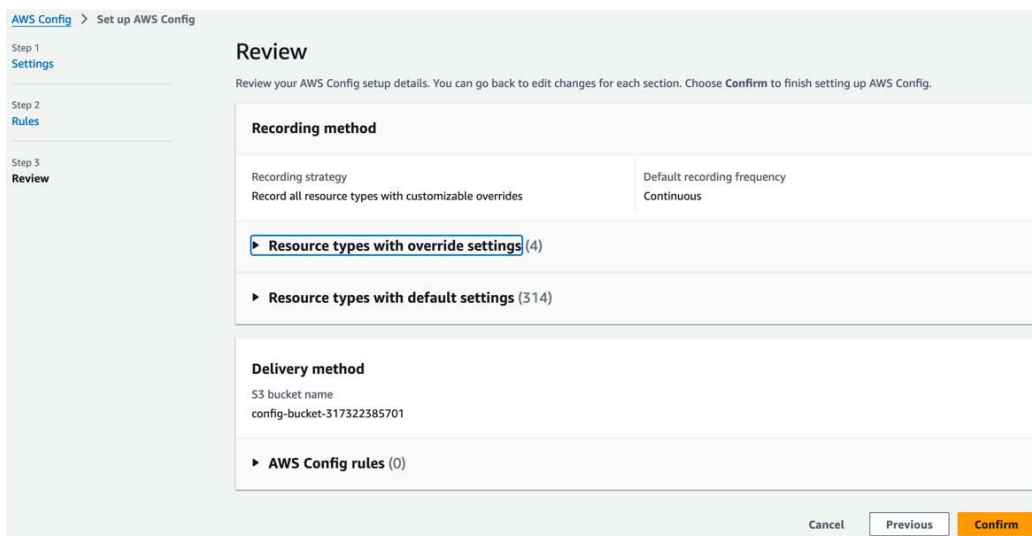 AWS Config > Set up AWS Config
Step 1
Settings
Step 2
Rules
Step 3
Review
Review
Review your AWS Config setup details. You can go back to edit changes for each section. Choose Confirm to finish setting up AWS Config.
Recording method
Recording strategy
Record all resource types with customizable overrides
Default recording frequency
Continuous
Resource types with override settings (4)
Resource types with default settings (314)
Delivery method
S3 bucket name
config-bucket-317322385701
AWS Config rules (0)
Cancel Previous Confirm